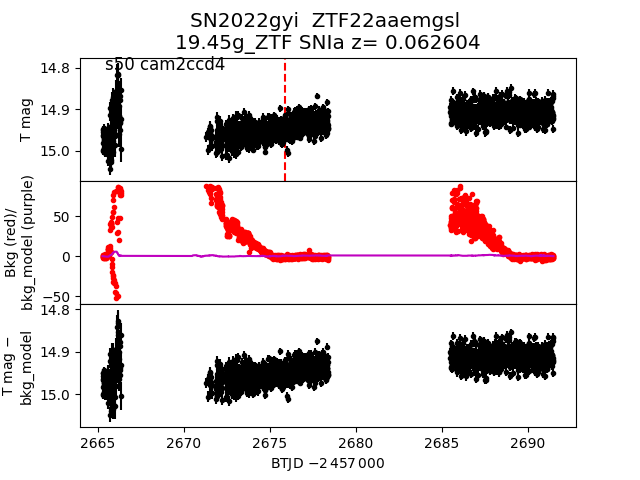 SN2022gyi  ZTF22aaemgsl
19.45g_ZTF SNIa z= 0.062604
s50 cam2ccd4
T mag
14.8
14.9
15.0
Bkg (red)/
bkg_model (purple)
50
0
−50
T mag −
bkg_model
14.8
14.9
15.0
2665 2670 2675 2680 2685 2690
BTJD −2 457 000